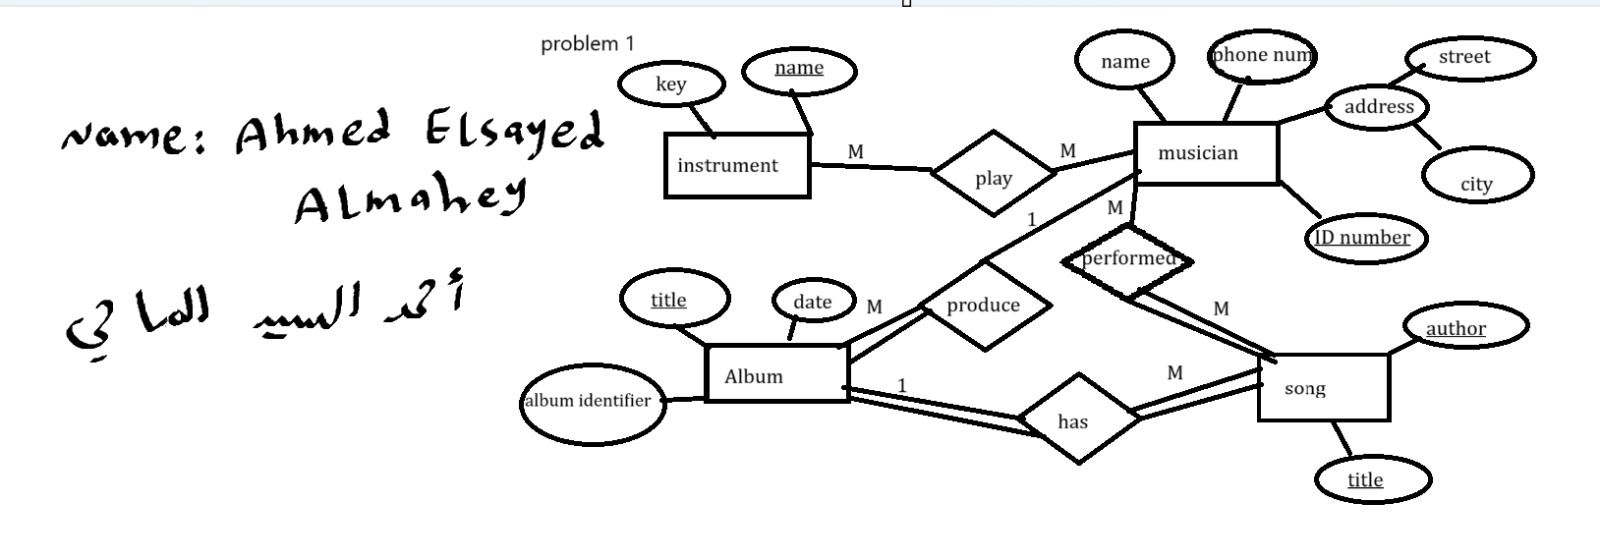 problem 1
name: Ahmed Elsayed
Almahey
أحمد السيد الماحي
key
name
instrument
M
play
M
name
phone num
street
address
musician
city
ID number
1
M
performed
title
date
M
produce
M
author
Album
album identifier
1
has
M
song
title